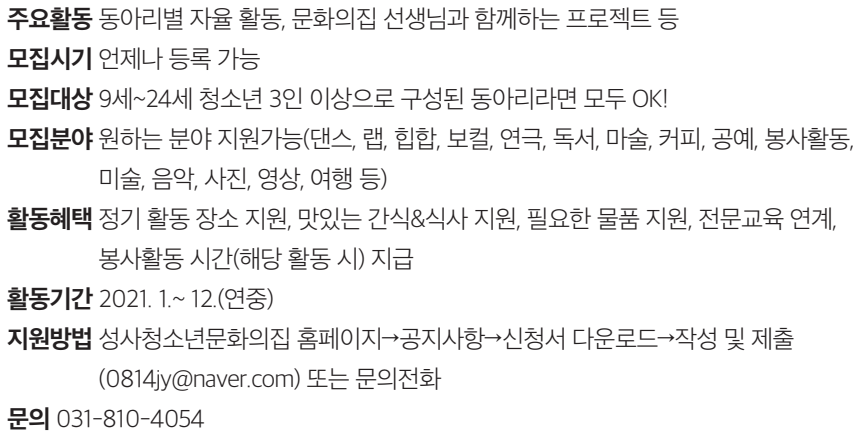 주요활동 동아리별 자율 활동, 문화의집 선생님과 함께하는 프로젝트 등
모집시기 언제나 등록 가능
모집대상 9세~24세 청소년 3인 이상으로 구성된 동아리라면 모두 OK!
모집분야 원하는 분야 지원가능(댄스, 랩, 힙합, 보컬, 연극, 독서, 마술, 커피, 공예, 봉사활동,
미술, 음악, 사진, 영상, 여행 등)
활동혜택 정기 활동 장소 지원, 맛있는 간식&식사 지원, 필요한 물품 지원, 전문교육 연계,
봉사활동 시간(해당 활동 시) 지급
활동기간 2021. 1.~ 12.(연중)
지원방법 성사청소년문화의집 홈페이지→공지사항→신청서 다운로드→작성 및 제출
(0814jy@naver.com) 또는 문의전화
문의 031-810-4054